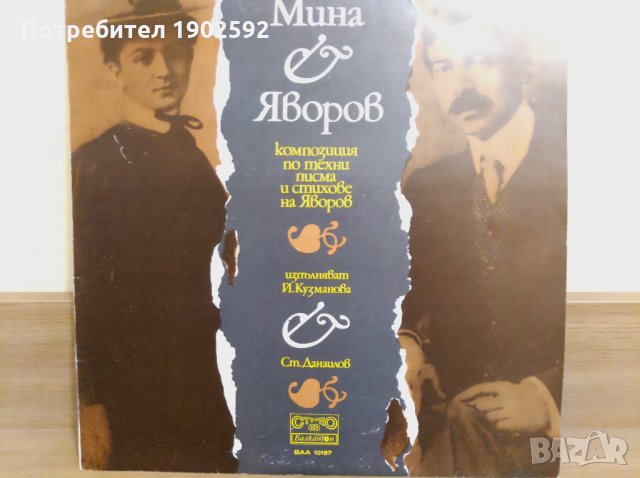 Потребител 1902592
Мина
&
Яворов
композиция
по техни
писма
и стихове
на Яворов
изпълняват
Й. Кузманова
&
Ст. Данаилов
СТЕРЕО
Балкантон
ВАА 10137
BAZAR